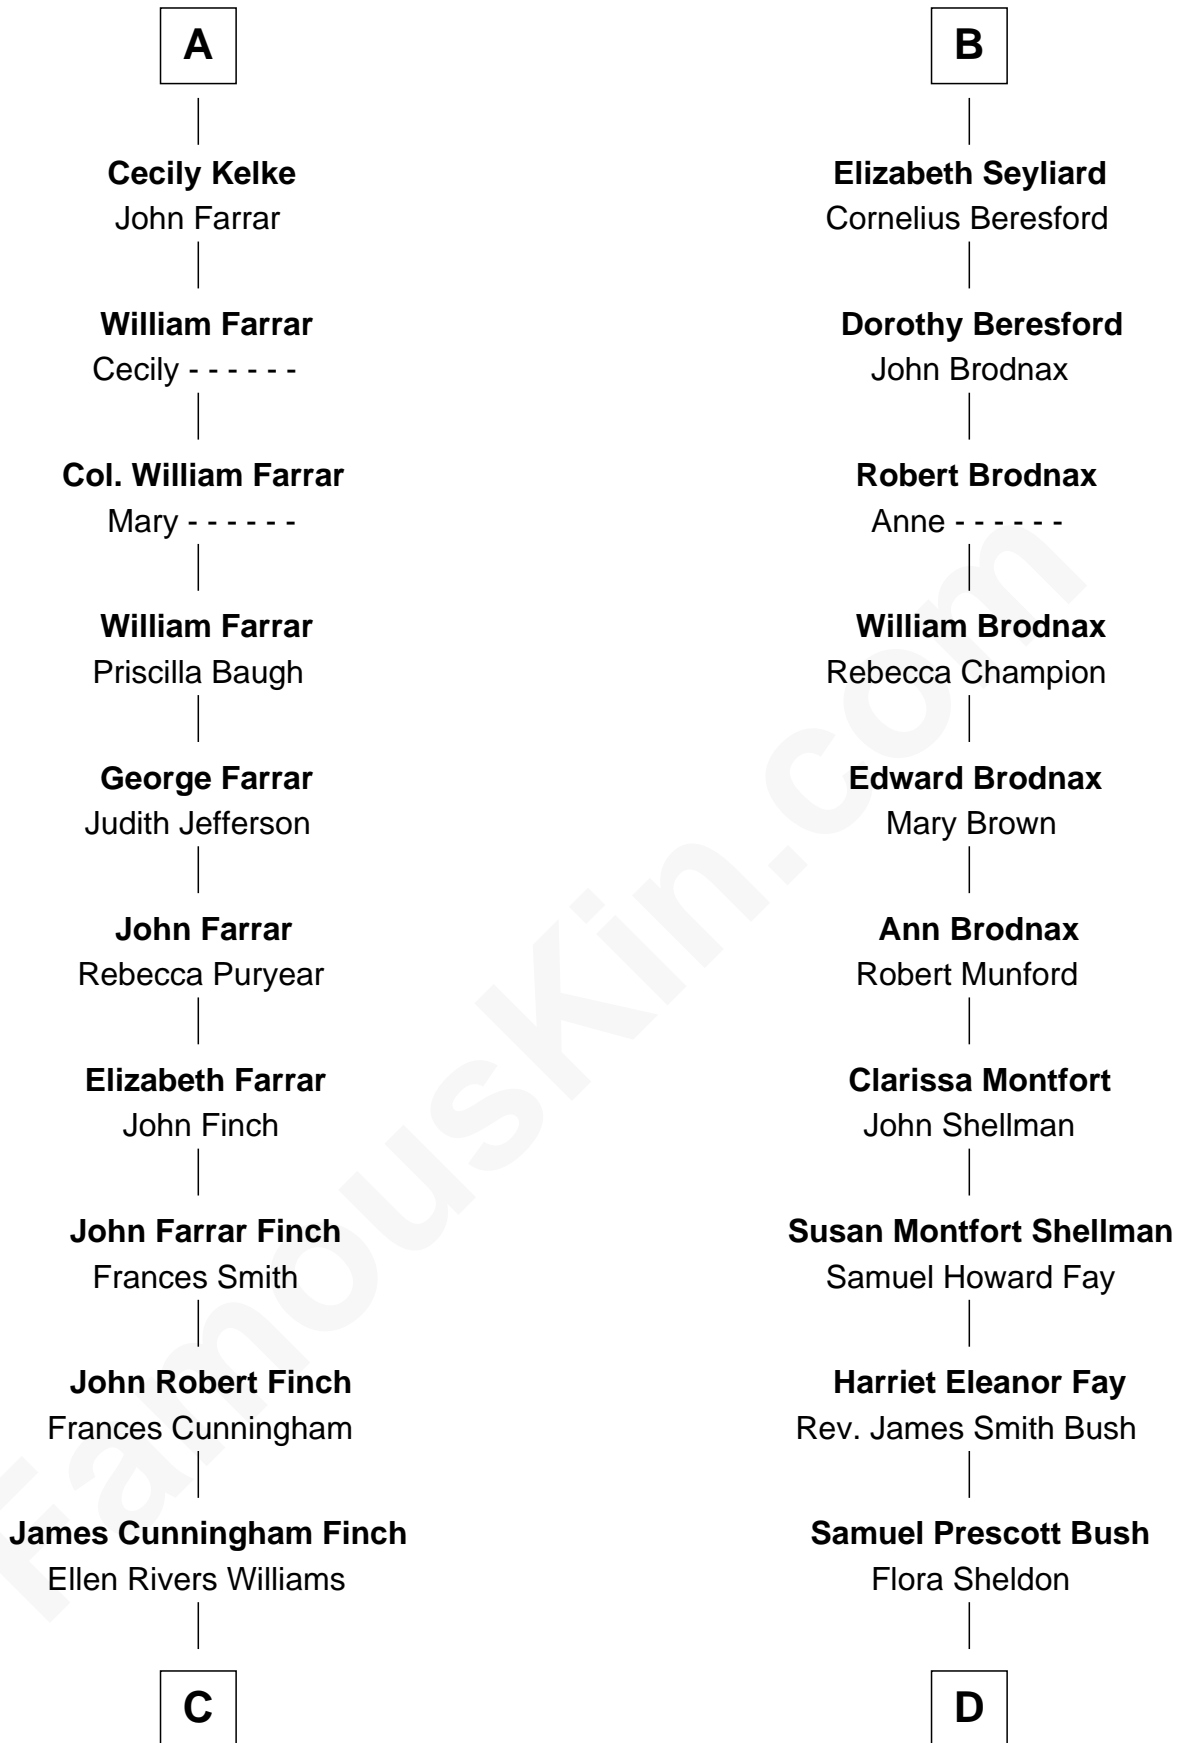 A
Cecily Kelke
John Farrar
William Farrar
Cecily - - - - - -
Col. William Farrar
Mary - - - - - -
William Farrar
Priscilla Baugh
George Farrar
Judith Jefferson
John Farrar
Rebecca Puryear
Elizabeth Farrar
John Finch
John Farrar Finch
Frances Smith
John Robert Finch
Frances Cunningham
James Cunningham Finch
Ellen Rivers Williams
C
B
Elizabeth Seyliard
Cornelius Beresford
Dorothy Beresford
John Brodnax
Robert Brodnax
Anne - - - - - -
William Brodnax
Rebecca Champion
Edward Brodnax
Mary Brown
Ann Brodnax
Robert Munford
Clarissa Montfort
John Shellman
Susan Montfort Shellman
Samuel Howard Fay
Harriet Eleanor Fay
Rev. James Smith Bush
Samuel Prescott Bush
Flora Sheldon
D
FamousKin.com